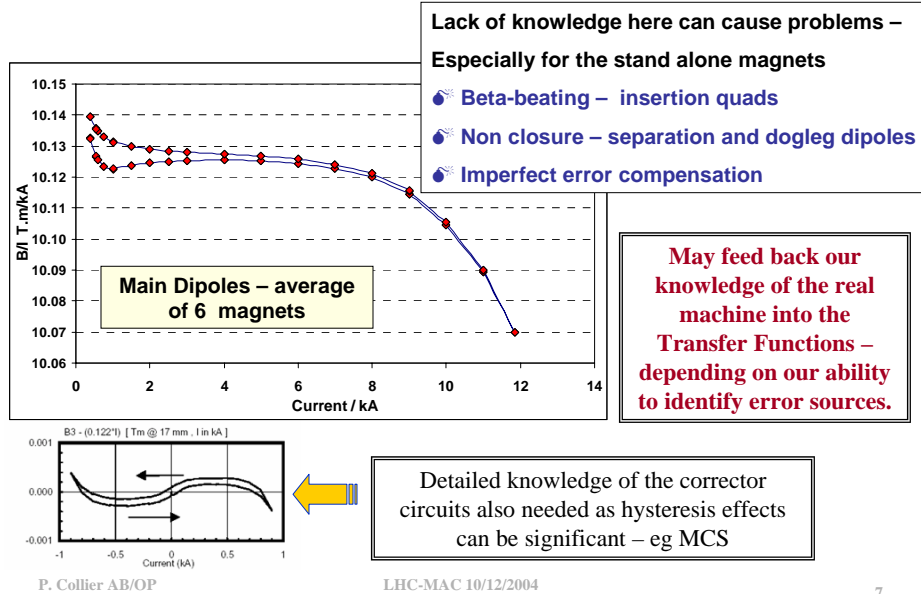 Lack of knowledge here can cause problems –
Especially for the stand alone magnets
Beta-beating – insertion quads
Non closure – separation and dogleg dipoles
Imperfect error compensation
10.15
10.14
10.13
10.12
10.11
10.10
10.09
10.08
10.07
10.06
B/I T.m/kA
0 2 4 6 8 10 12 14
Current / kA
Main Dipoles – average
of 6 magnets
May feed back our
knowledge of the real
machine into the
Transfer Functions –
depending on our ability
to identify error sources.
B3 - (0.122*I) [ Tm @ 17 mm , I in kA ]
0.001
0.000
-0.001
-1 -0.5 0 0.5 1
Current (kA)
Detailed knowledge of the corrector
circuits also needed as hysteresis effects
can be significant – eg MCS
P. Collier AB/OP LHC-MAC 10/12/2004 7